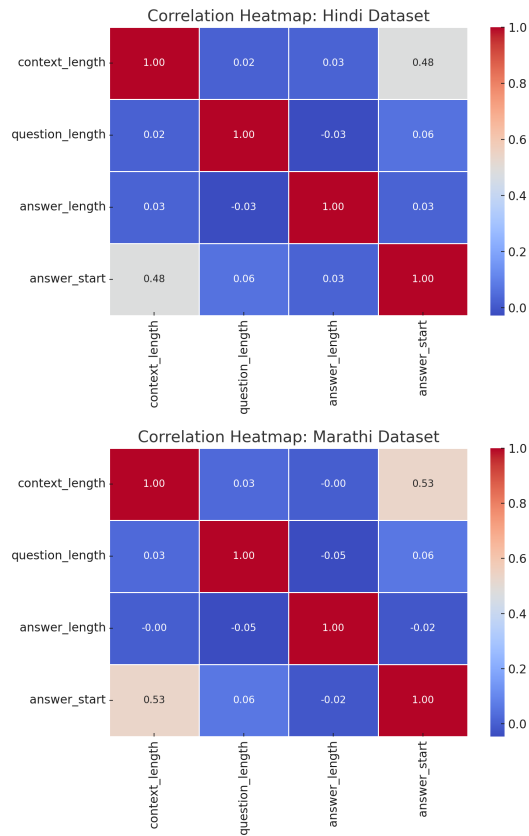 Correlation Heatmap: Hindi Dataset
context_length 1.00 0.02 0.03 0.48
question_length 0.02 1.00 -0.03 0.06
answer_length 0.03 -0.03 1.00 0.03
answer_start 0.48 0.06 0.03 1.00
context_length question_length answer_length answer_start
1.0
0.8
0.6
0.4
0.2
0.0
Correlation Heatmap: Marathi Dataset
context_length 1.00 0.03 -0.00 0.53
question_length 0.03 1.00 -0.05 0.06
answer_length -0.00 -0.05 1.00 -0.02
answer_start 0.53 0.06 -0.02 1.00
context_length question_length answer_length answer_start
1.0
0.8
0.6
0.4
0.2
0.0